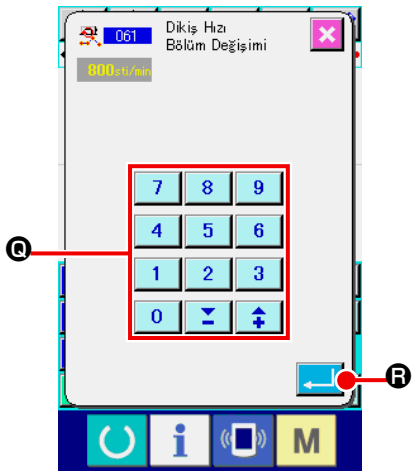 061 Dikiş Hızı
Bölüm Değişimi
800sti/min
7 8 9
4 5 6
Q
1 2 3
0
R
i M